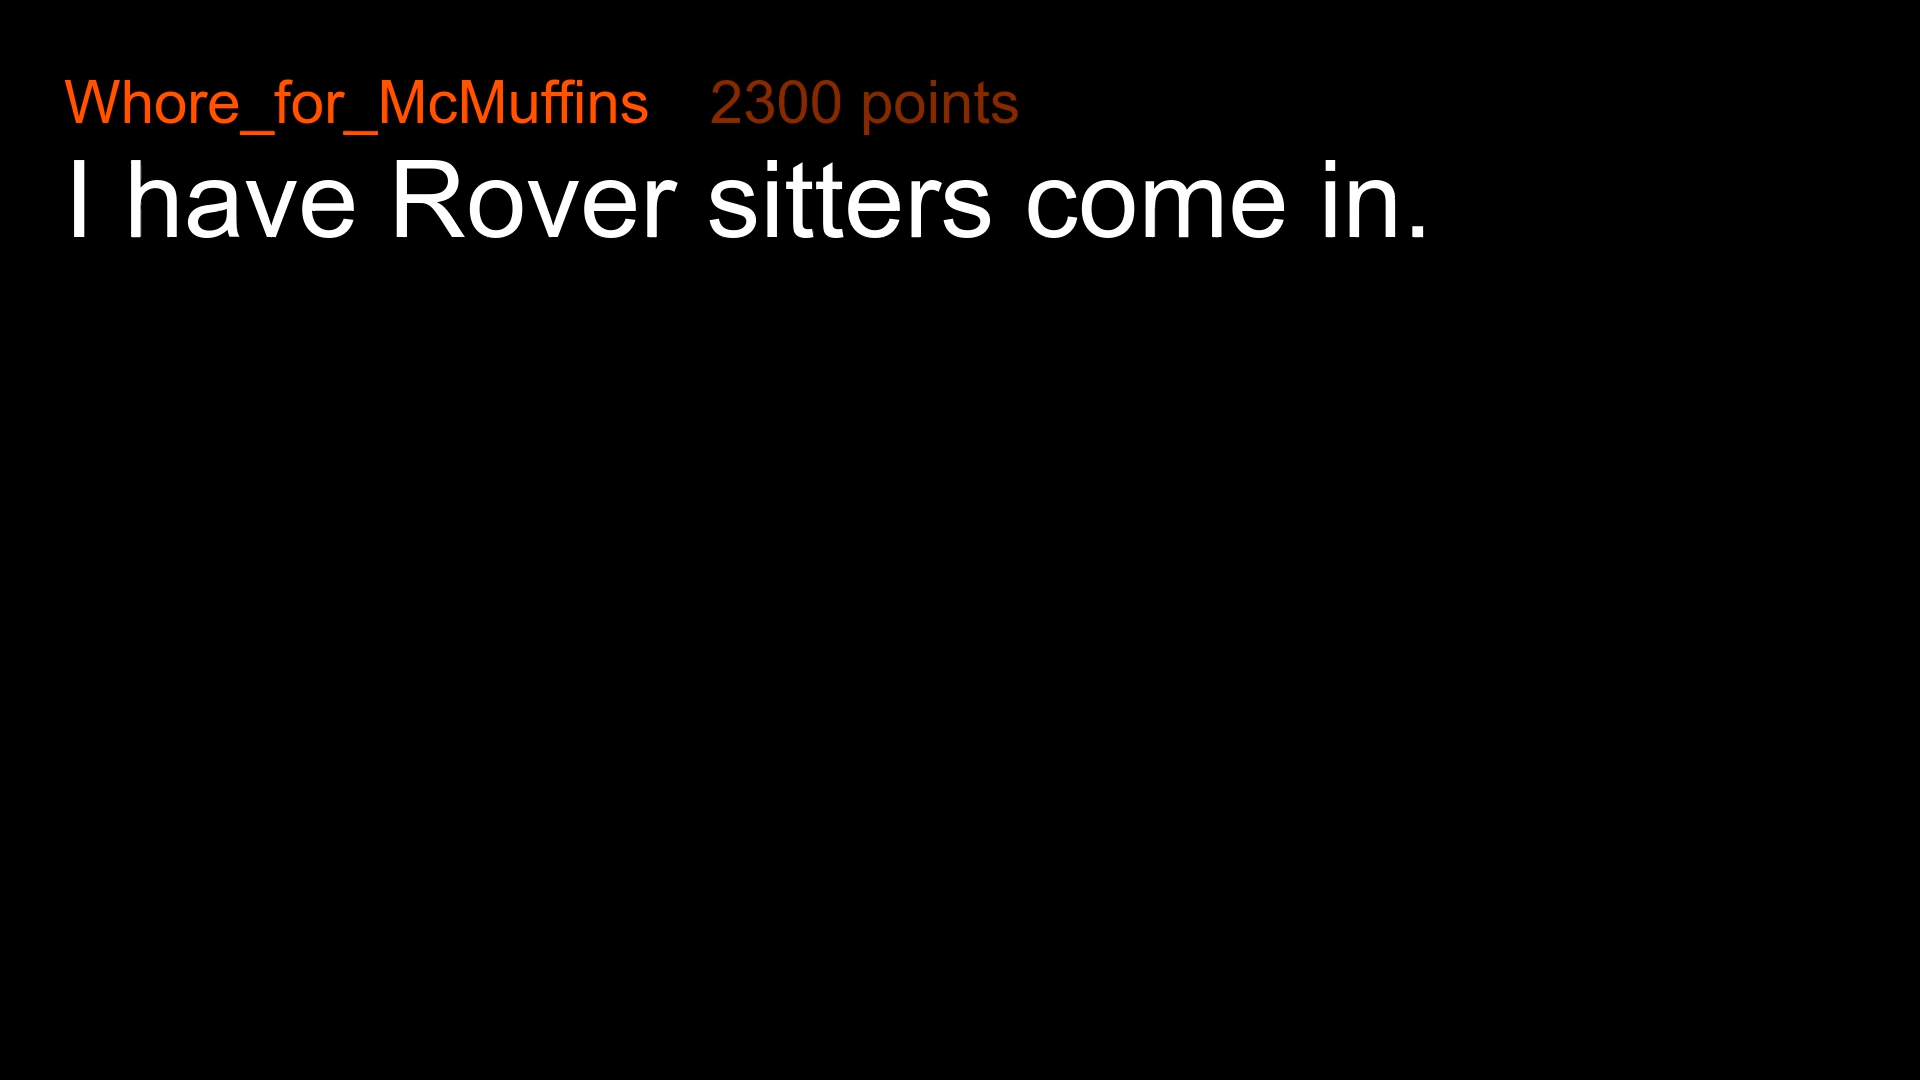 Whore_for_McMuffins 2300 points
I have Rover sitters come in.